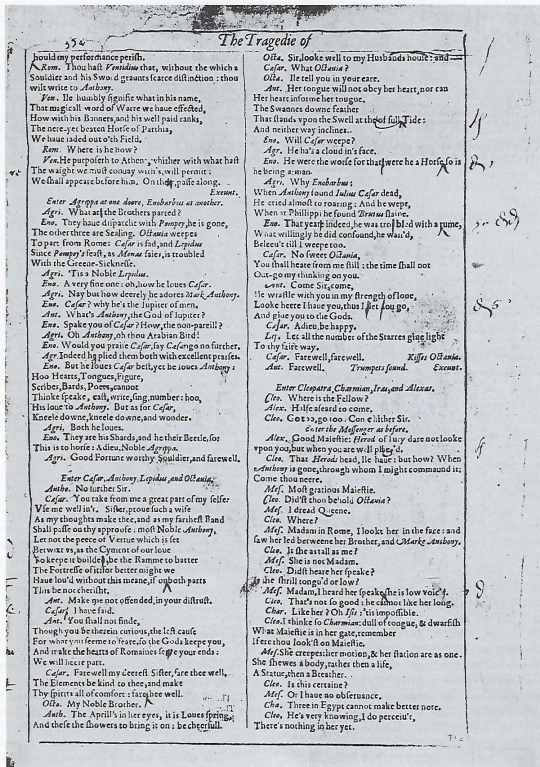 350
The Tragedie of
hould my performance perish.
Rom. Thou hast Ventidius that, without the which a
Souldier and his Sword graunts scarce distinction: thou
wilt write to Anthony.
Ven. Ile humbly signifie what in his name,
That magicall word of Warre we haue effected,
How with his Banners, and his well paid ranks,
The nere-yet beaten Horse of Parthia,
We haue iaded out o'th Field.
Rom. Where is he now?
Ven. He purposeth to Athens, whither with what hast
The waight we must conuay with's, will permit:
We shall appeare before him. On there, passe along.
Exeunt.
Enter Agrippa at one doore, Enobarbus at another.
Agri. What are the Brothers parted?
Eno. They haue dispatcht with Pompey, he is gone,
The other three are Sealing. Octauia weepes
To part from Rome: Cæsar is sad, and Lepidus
Since Pompey's feast, as Menas saies, is troubled
With the Greene-Sicknesse.
Agri. 'Tis a Noble Lepidus.
Eno. A very fine one: oh, how he loues Cæsar.
Agri. Nay but how deerely he adores Mark Anthony.
Eno. Cæsar? why he's the Iupiter of men.
Ant. What's Anthony, the God of Iupiter?
Eno. Spake you of Cæsar? How, the non-pareill?
Agri. Oh Anthony, oh thou Arabian Bird!
Eno. Would you praise Cæsar, say Cæsar go no further.
Agr. Indeed he plied them both with excellent praises.
Eno. But he loues Cæsar best, yet he loues Anthony:
Hoo Hearts, Tongues, Figure,
Scribes, Bards, Poets, cannot
Thinke speake, cast, write, sing, number: hoo,
His loue to Anthony. But as for Cæsar,
Kneele downe, kneele downe, and wonder.
Agri. Both he loues.
Eno. They are his Shards, and he their Beetle, so:
This is to horse: Adieu, Noble Agrippa.
Agri. Good Fortune worthy Souldier, and farewell.
Enter Cæsar, Anthony, Lepidus, and Octauia.
Antho. No further Sir.
Cæsar. You take from me a great part of my selfe:
Vse me well in't. Sister, proue such a wife
As my thoughts make thee, and as my farthest Band
Shall passe on thy approofe: most Noble Anthony,
Let not the peece of Vertue which is set
Betwixt vs, as the Cyment of our loue
To keepe it builded, be the Ramme to batter
The Fortresse of it: for better might we
Haue lou'd without this meane, if on both parts
This be not cherisht.
Ant. Make me not offended, in your distrust.
Cæsar. I haue said.
Ant. You shall not finde,
Though you be therein curious, the lest cause
For what you seeme to feare, so the Gods keepe you,
And make the hearts of Romaines serue your ends:
We will heere part.
Cæsar. Farewell my deerest Sister, fare thee well,
The Elements be kind to thee, and make
Thy spirits all of comfort: fare thee well.
Octa. My Noble Brother.
Anth. The Aprill's in her eyes, it is Loues spring,
And these the showers to bring it on: be cheerfull.
Octa. Sir, looke well to my Husbands house: and
Cæsar. What Octauia?
Octa. Ile tell you in your eare.
Ant. Her tongue will not obey her heart, nor can
Her heart informe her tougue.
The Swannes downe feather
That stands vpon the Swell at the of full Tide:
And neither way inclines.
Eno. Will Cæsar weepe?
Agr. He ha's a cloud in's face.
Eno. He were the worse for that were he a Horse, so is
he being a man.
Agri. Why Enobarbus:
When Anthony found Iulius Cæsar dead,
He cried almost to roaring: And he wept,
When at Phillippi he found Brutus slaine.
Eno. That year indeed, he was trobled with a rume,
What willingly he did confound, he wail'd,
Beleeu't till I weepe too.
Cæsar. No sweet Octauia,
You shall heare from me still: the time shall not
Out-go my thinking on you.
Ant. Come Sir, come,
Ile wrastle with you in my strength of loue,
Looke heere I haue you, thus I let you go,
And giue you to the Gods.
Cæsar. Adieu, be happy.
Lep. Let all the number of the Starres giue light
To thy faire way.
Cæsar. Farewell, farewell. Kisses Octauia.
Ant. Farewell. Trumpets sound. Exeunt.
Enter Cleopatra, Charmian, Iras, and Alexas.
Cleo. Where is the Fellow?
Alex. Halfe afeard to come.
Cleo. Go too, go too: Come hither Sir.
Enter the Messenger as before.
Alex. Good Maiestie: Herod of Iury dare not looke
vpon you, but when you are well pleas'd.
Cleo. That Herods head, Ile haue: but how? When
Anthony is gone, through whom I might commaund it:
Come thou neere.
Mes. Most gratious Maiestie.
Cleo. Did'st thou behold Octauia?
Mes. I dread Queene.
Cleo. Where?
Mes. Madam in Rome, I lookt her in the face: and
saw her led betweene her Brother, and Marke Anthony.
Cleo. Is she as tall as me?
Mes. She is not Madam.
Cleo. Didst heare her speake?
Is she shrill tongu'd or low?
Mes. Madam, I heard her speake, she is low voic'd.
Cleo. That's not so good: he cannot like her long.
Char. Like her? Oh Isis: 'tis impossible.
Cleo. I thinke so Charmian: dull of tongue, & dwarfish
What Maiestie is in her gate, remember
If ere thou look'st on Maiestie.
Mes. She creepes: her motion, & her station are as one.
She shewes a body, rather then a life,
A Statue, then a Breather.
Cleo. Is this certaine?
Mes. Or I haue no obseruance.
Cha. Three in Egypt cannot make better note.
Cleo. He's very knowing, I do perceiu't,
There's nothing in her yet.